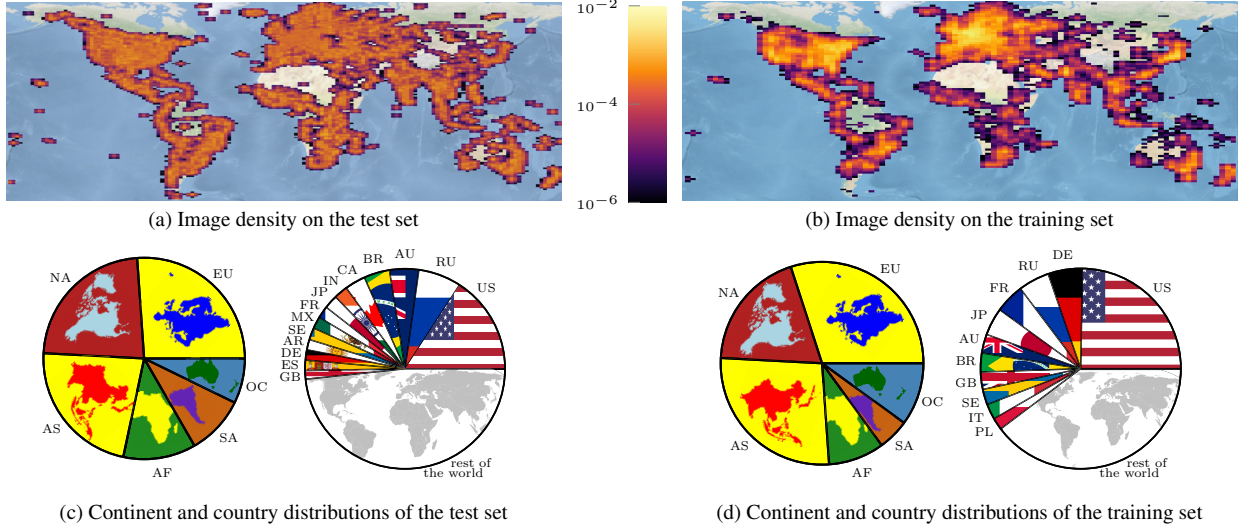 10⁻²
10⁻⁴
10⁻⁶
(a) Image density on the test set
(b) Image density on the training set
NA
EU
AS
AF
SA
OC
GB
ES
DE
AR
SE
MX
FR
JP
IN
CA
BR
AU
RU
US
rest of
the world
NA
EU
AS
AF
SA
OC
PL
IT
SE
GB
BR
AU
JP
FR
RU
DE
US
rest of
the world
(c) Continent and country distributions of the test set
(d) Continent and country distributions of the training set